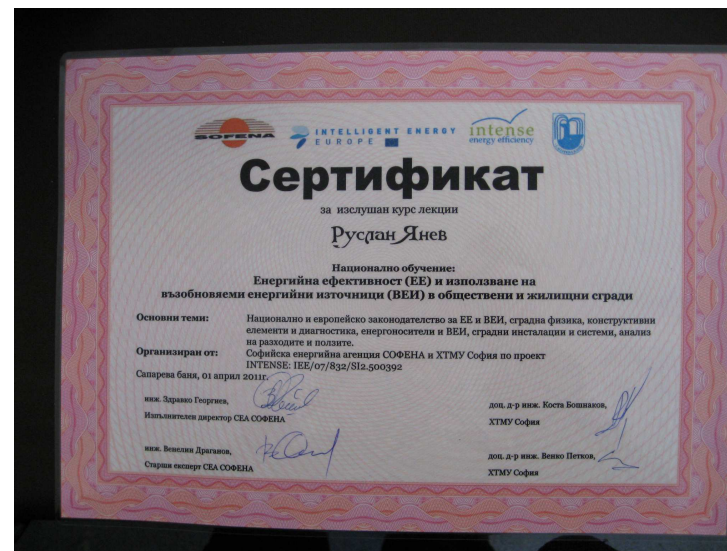 SOFENA
INTELLIGENT ENERGY
EUROPE
intense
energy efficiency
Сертификат
за изслушан курс лекции
Руслан Янев
Национално обучение:
Енергийна ефективност (ЕЕ) и използване на
възобновяеми енергийни източници (ВЕИ) в обществени и жилищни сгради
Основни теми: Национално и европейско законодателство за ЕЕ и ВЕИ, сградна физика, конструктивни
елементи и диагностика, енергоносители и ВЕИ, сградни инсталации и системи, анализ
на разходите и ползите.
Организиран от: Софийска енергийна агенция СОФЕНА и ХТМУ София по проект
INTENSE: IEE/07/832/SI2.500392
Сапарева баня, 01 април 2011г.
инж. Здравко Георгиев,
Изпълнителен директор СЕА СОФЕНА
доц. д-р инж. Коста Бошнаков,
ХТМУ София
инж. Венелин Драганов,
Старши експерт СЕА СОФЕНА
доц. д-р инж. Венко Петков,
ХТМУ София